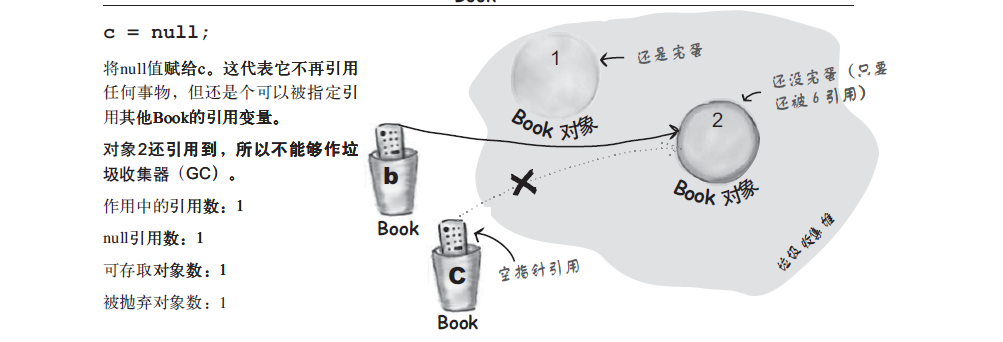 c = null;
将null值赋给c。这代表它不再引用
任何事物，但还是个可以被指定引
用其他Book的引用变量。
对象2还引用到，所以不能够作垃
圾收集器（GC）。
作用中的引用数：1
null引用数：1
可存取对象数：1
被抛弃对象数：1
1
还是完蛋
Book 对象
还没完蛋（只要
还被6引用）
2
Book 对象
b
Book
C
空指针引用
Book
垃圾收集堆